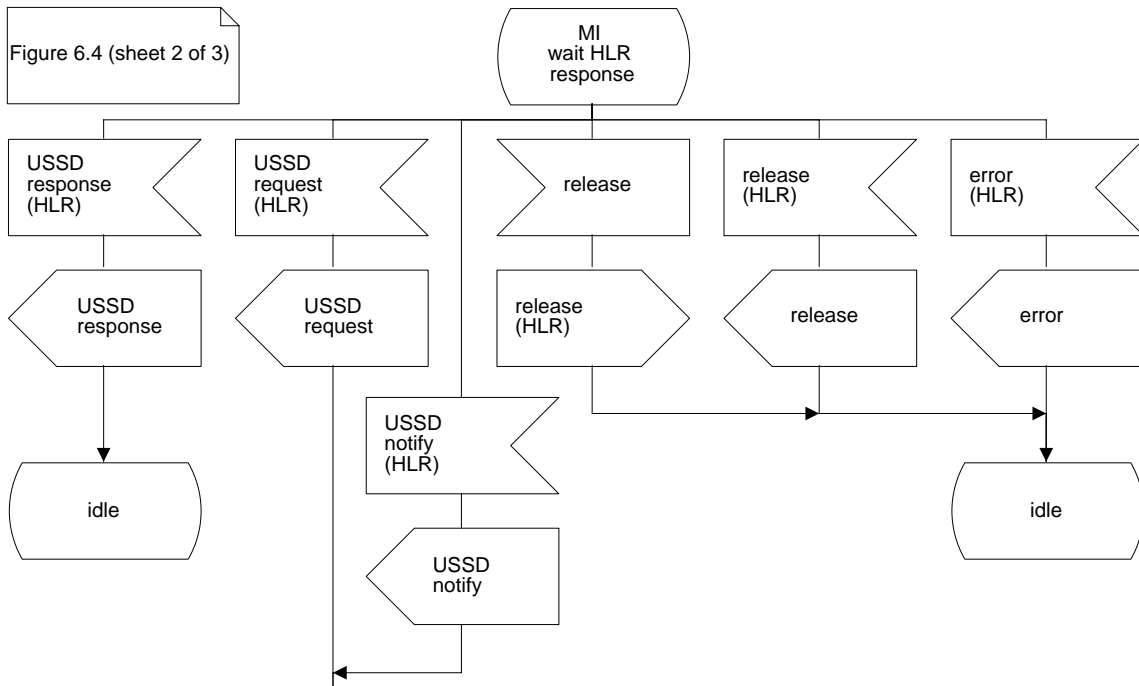 Figure 6.4 (sheet 2 of 3)
MI
wait HLR
response
USSD
response
(HLR)
USSD
request
(HLR)
release
release
(HLR)
error
(HLR)
USSD
response
USSD
request
release
(HLR)
release
error
USSD
notify
(HLR)
idle
idle
USSD
notify